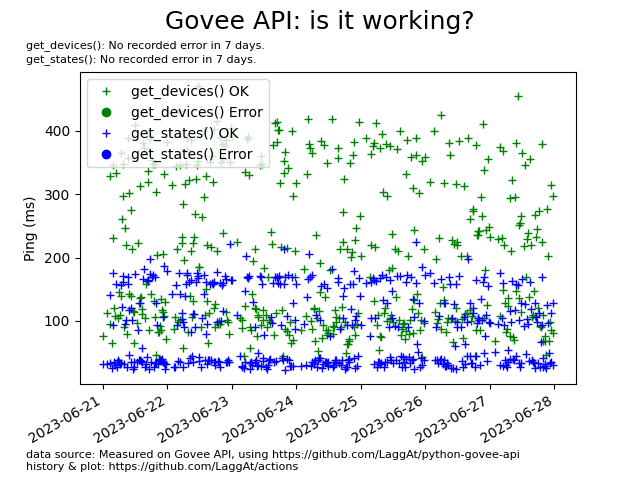 Govee API: is it working?
get_devices(): No recorded error in 7 days.
get_states(): No recorded error in 7 days.
get_devices() OK
get_devices() Error
get_states() OK
get_states() Error
Ping (ms)
400
300
200
100
2023-06-21
2023-06-22
2023-06-23
2023-06-24
2023-06-25
2023-06-26
2023-06-27
2023-06-28
data source: Measured on Govee API, using https://github.com/LaggAt/python-govee-api
history & plot: https://github.com/LaggAt/actions